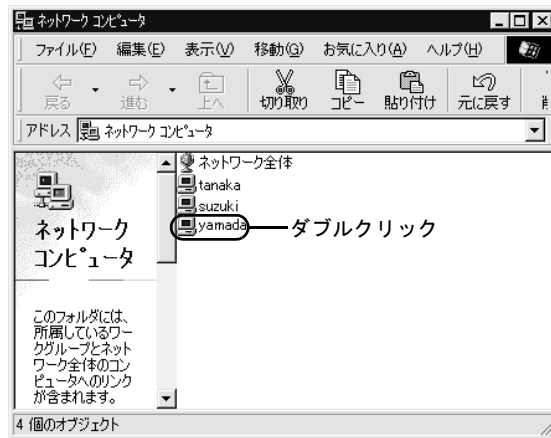 ネットワーク コンピュータ
ファイル(F) 編集(E) 表示(V) 移動(G) お気に入り(A) ヘルプ(H)
戻る 進む 上へ 切り取り コピー 貼り付け 元に戻す
アドレス ネットワーク コンピュータ
ネットワーク
コンピュータ
このフォルダには、
所属しているワー
クグループとネット
ワーク全体のコン
ピュータへのリンク
が含まれます。
ネットワーク全体
tanaka
suzuki
yamada ダブルクリック
4 個のオブジェクト